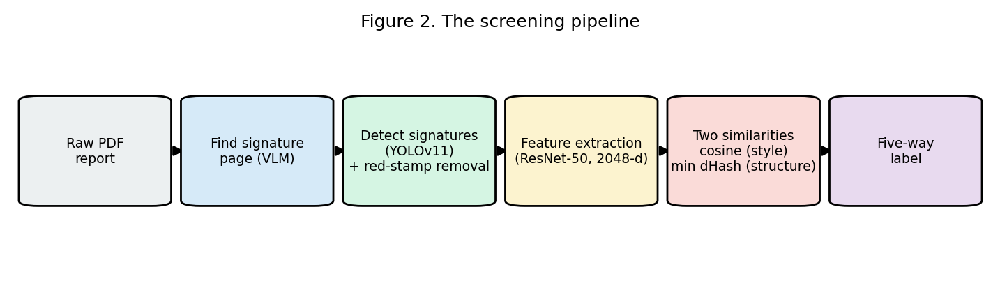 Figure 2. The screening pipeline
Raw PDF
report
Find signature
page (VLM)
Detect signatures
(YOLOv11)
+ red-stamp removal
Feature extraction
(ResNet-50, 2048-d)
Two similarities
cosine (style)
min dHash (structure)
Five-way
label